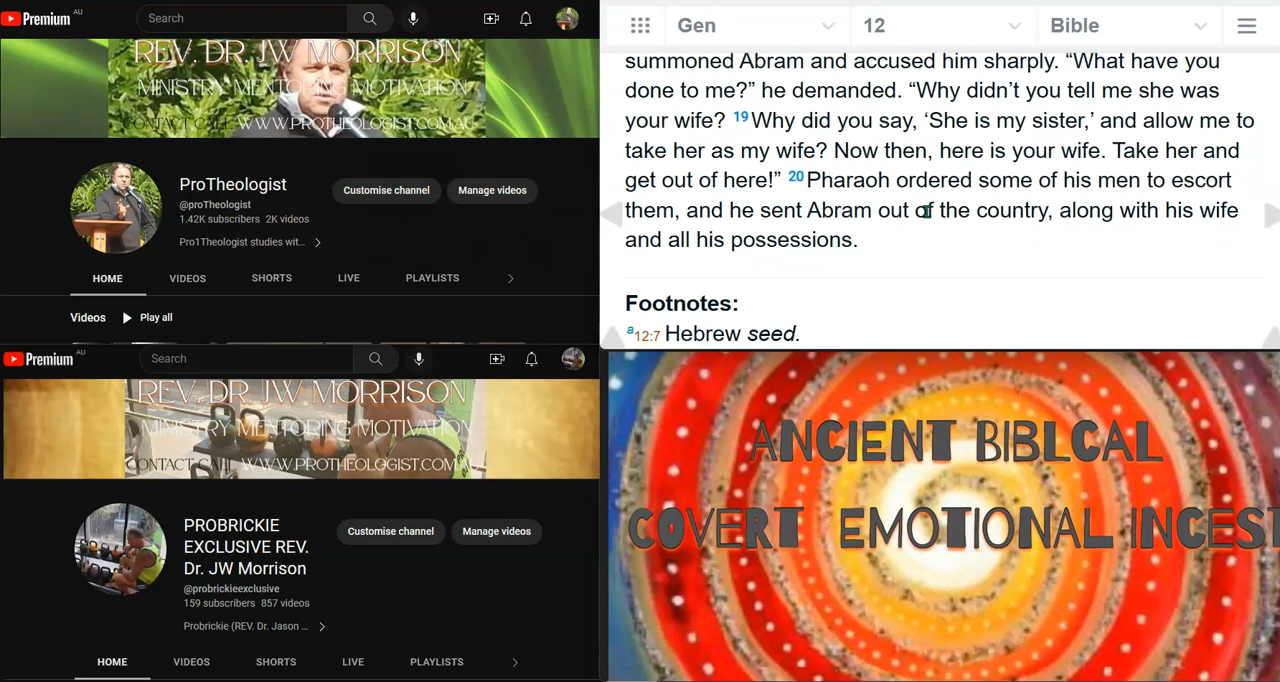 Premium AU
Search
REV. DR. JW MORRISON
MINISTRY MENTORING MOTIVATION
CONTACT CALL WWW.PROTHEOLOGIST.COM.AU
ProTheologist
@proTheologist
1.42K subscribers 2K videos
Pro1Theologist studies wit...
Customise channel
Manage videos
HOME VIDEOS SHORTS LIVE PLAYLISTS
Videos Play all
Premium AU
Search
REV. DR. JW MORRISON
MINISTRY MENTORING MOTIVATION
CONTACT CALL WWW.PROTHEOLOGIST.COM.AU
PROBRICKIE
EXCLUSIVE REV.
Dr. JW Morrison
@probrickieexclusive
159 subscribers 857 videos
Probrickie (REV. Dr. Jason ...
Customise channel
Manage videos
HOME VIDEOS SHORTS LIVE PLAYLISTS
Gen 12 Bible
summoned Abram and accused him sharply. “What have you
done to me?” he demanded. “Why didn’t you tell me she was
your wife? 19 Why did you say, ‘She is my sister,’ and allow me to
take her as my wife? Now then, here is your wife. Take her and
get out of here!” 20 Pharaoh ordered some of his men to escort
them, and he sent Abram out of the country, along with his wife
and all his possessions.
Footnotes:
a 12:7 Hebrew seed.
ANCIENT BIBLCAL
COVERT EMOTIONAL INCEST